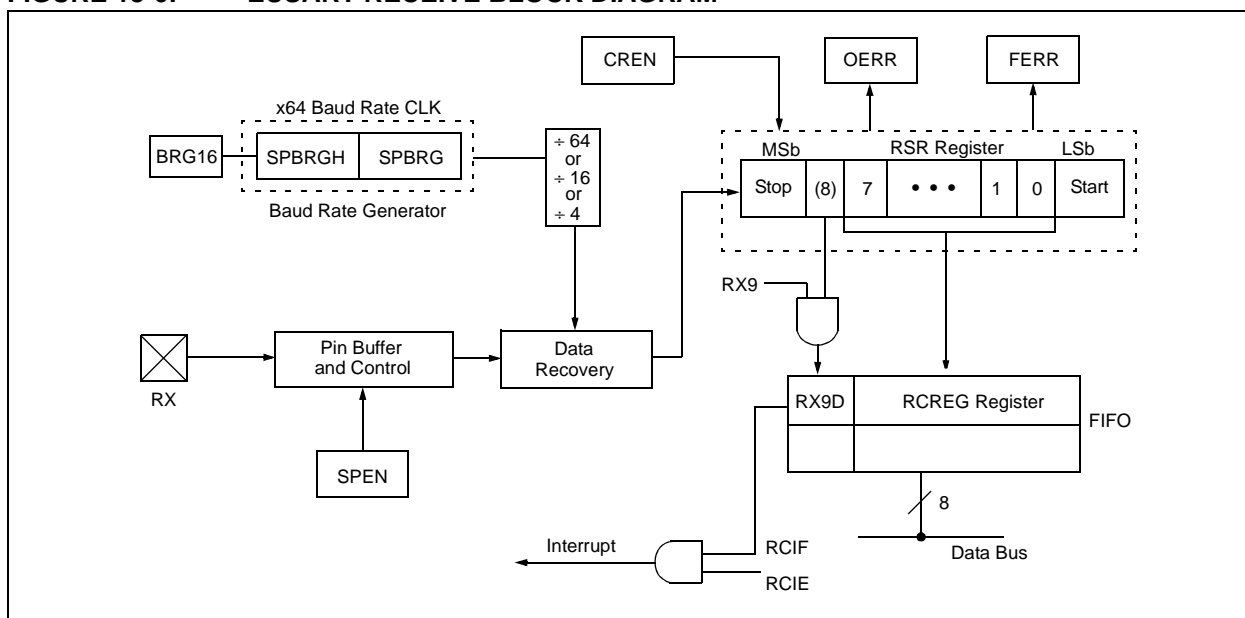 CREN
OERR
FERR
x64 Baud Rate CLK
BRG16
SPBRGH
SPBRG
Baud Rate Generator
÷ 64
or
÷ 16
or
÷ 4
MSb
RSR Register
LSb
Stop
(8)
7
• • •
1
0
Start
RX9
RX
Pin Buffer
and Control
Data
Recovery
SPEN
RX9D
RCREG Register
FIFO
8
Data Bus
Interrupt
RCIF
RCIE